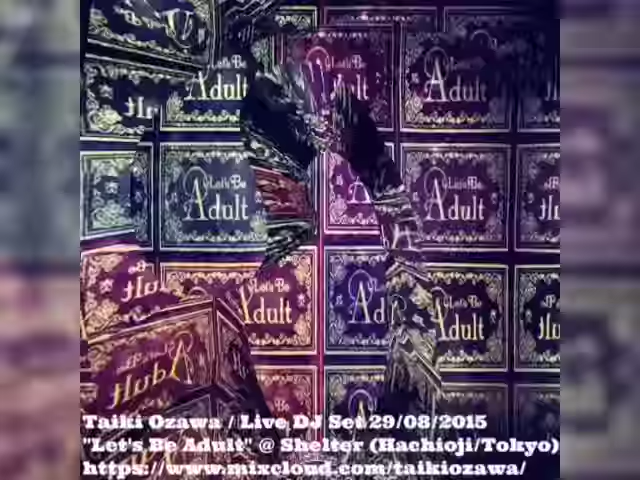 Let's Be
Adult
Let's Be
Adult
Let's Be
Adult
Let's Be
Adult
Let's Be
Adult
Let's Be
Adult
Taiki Ozawa / Live DJ Set 29/08/2015
"Let's Be Adult" @ Shelter (Hachioji/Tokyo)
https://www.mixcloud.com/taikiozawa/